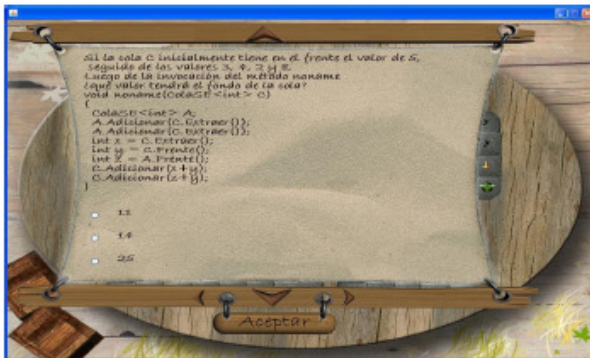 Si la cola C inicialmente tiene en el frente el valor de 5,
seguido de los valores 3, 9, 2 y 8.
Luego de la invocación del método noname
¿qué valor tendrá el fondo de la cola?
void noname(ColaSE<int> C)
{
ColaSE<int> A;
A.Adicionar(C.Extraer());
A.Adicionar(C.Extraer());
int x = C.Extraer();
int y = C.Frente();
int z = A.Frente();
C.Adicionar(x+y);
C.Adicionar(z+y);
}
11
14
25
Aceptar